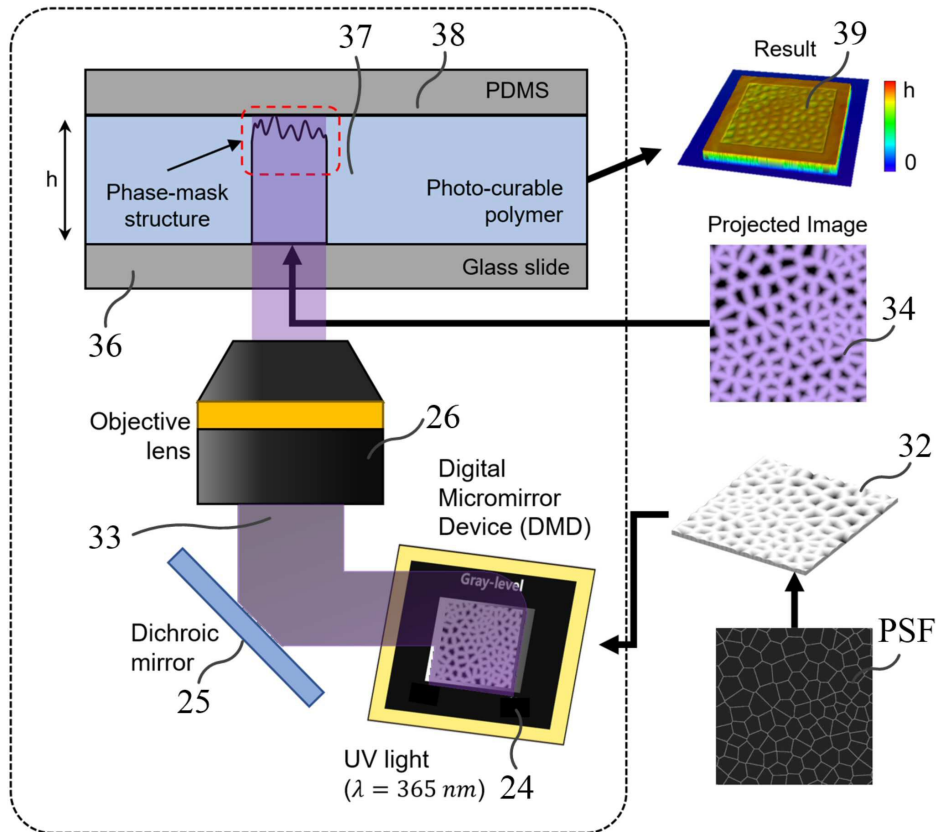 37
38
39
Result
PDMS
h
0
h
Phase-mask
structure
Photo-curable
polymer
Projected Image
Glass slide
34
36
Objective
lens
26
32
Digital
Micromirror
Device (DMD)
33
Gray-level
PSF
Dichroic
mirror
25
UV light
(λ = 365 nm)
24